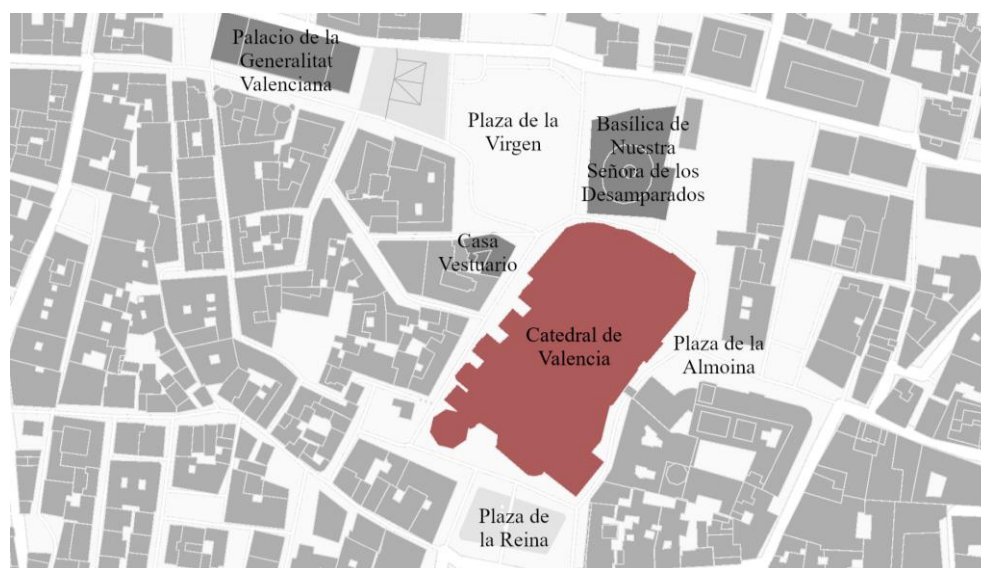 Palacio de la
Generalitat
Valenciana
Plaza de la
Virgen
Basílica de
Nuestra
Señora de los
Desamparados
Casa
Vestuario
Catedral de
Valencia
Plaza de la
Almoina
Plaza de
la Reina